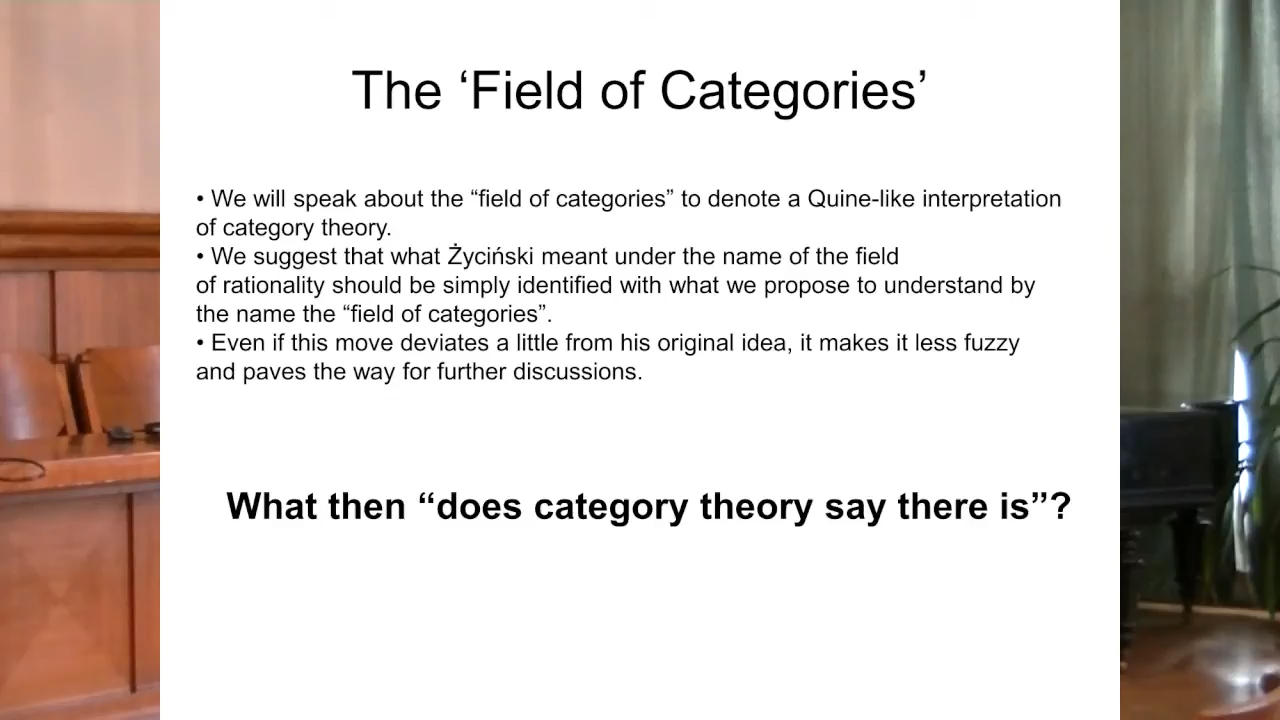 The ‘Field of Categories’
• We will speak about the “field of categories” to denote a Quine-like interpretation
of category theory.
• We suggest that what Życiński meant under the name of the field
of rationality should be simply identified with what we propose to understand by
the name the “field of categories”.
• Even if this move deviates a little from his original idea, it makes it less fuzzy
and paves the way for further discussions.
What then “does category theory say there is”?